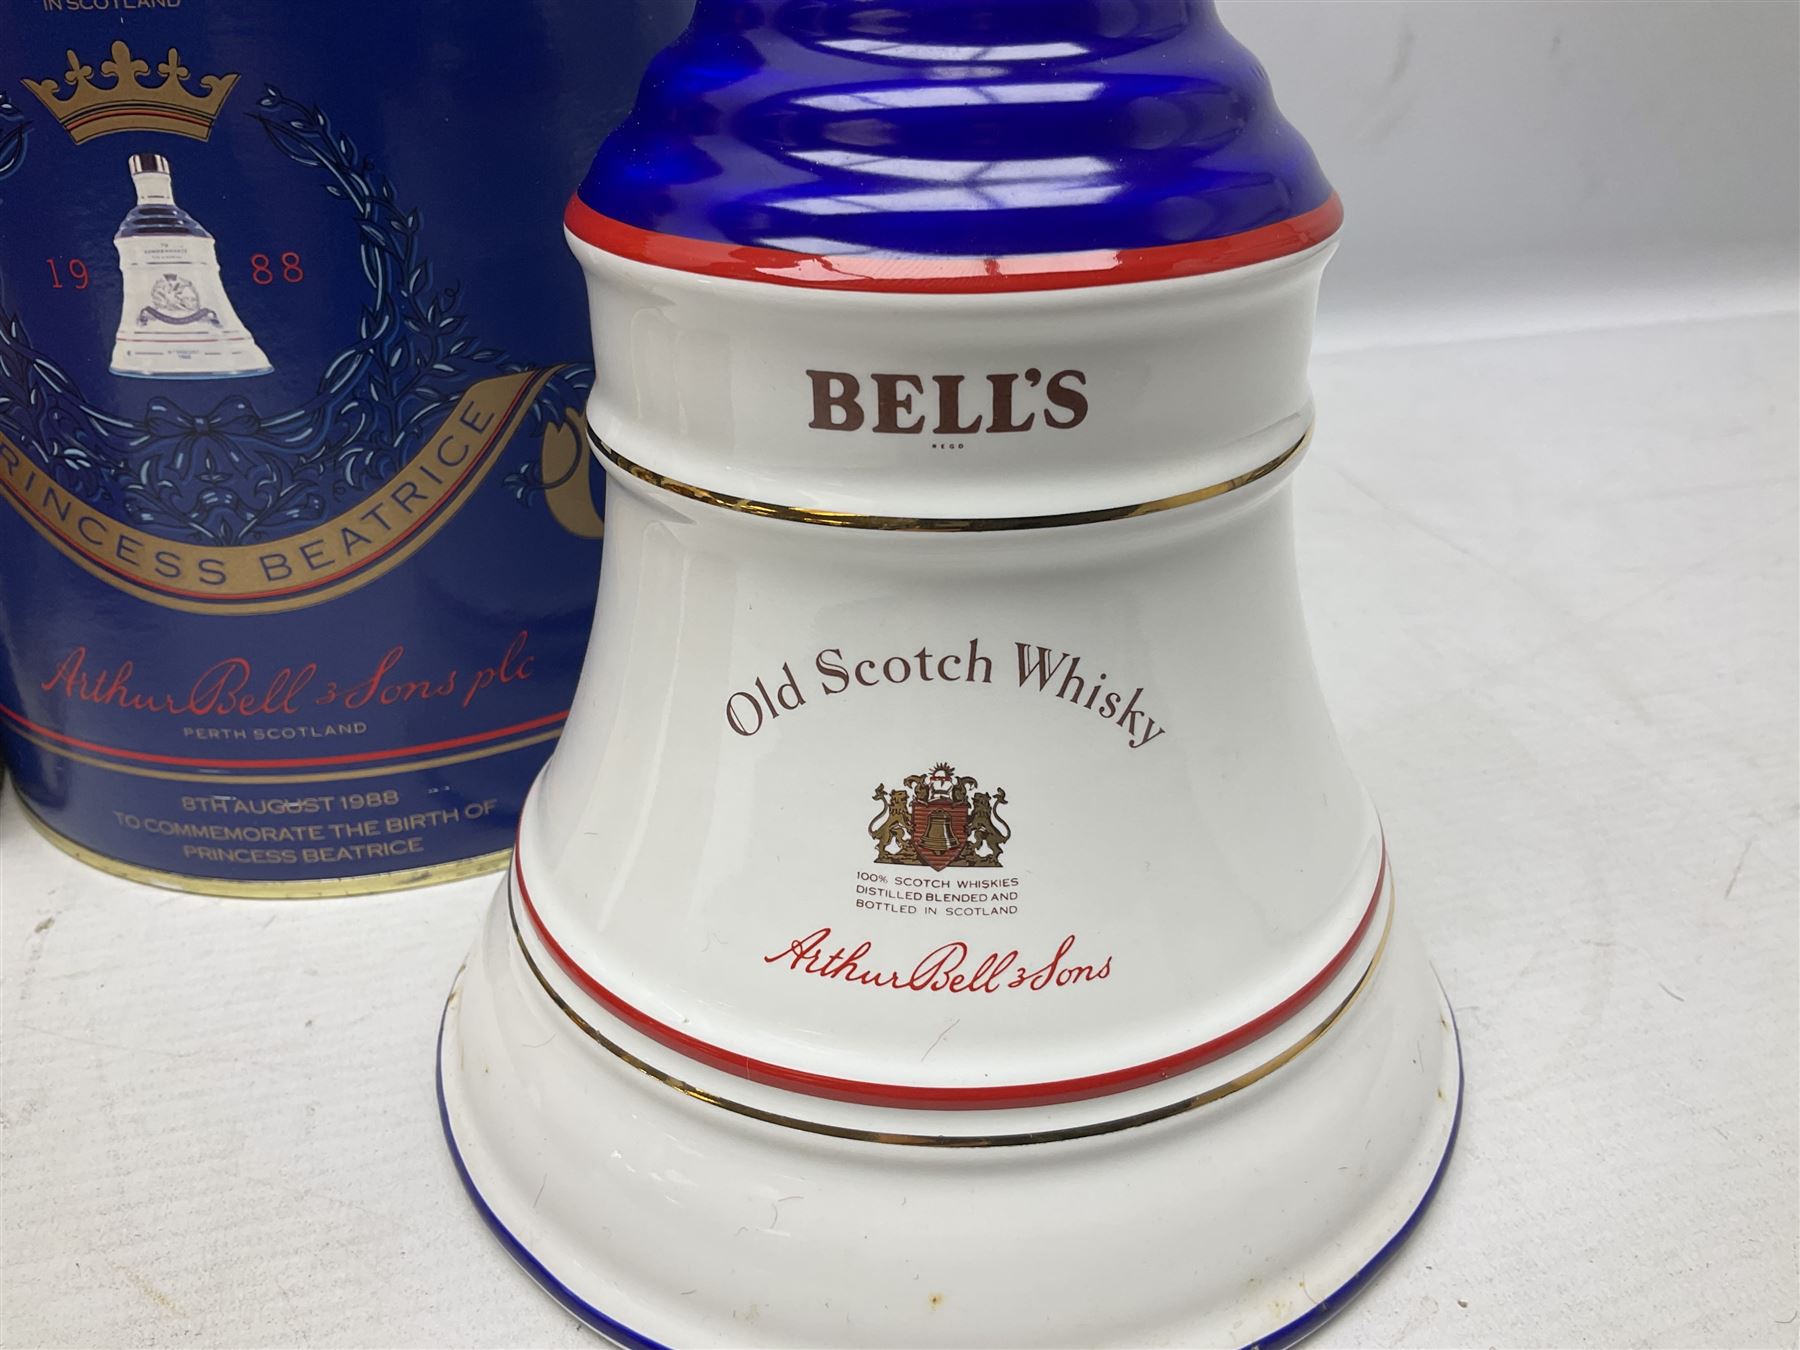 IN SCOTLAND
19 88
PRINCESS BEATRICE
Arthur Bell & Sons plc
PERTH SCOTLAND
8TH AUGUST 1988
TO COMMEMORATE THE BIRTH OF
PRINCESS BEATRICE
BELL'S
REGD
Old Scotch Whisky
100% SCOTCH WHISKIES
DISTILLED BLENDED AND
BOTTLED IN SCOTLAND
Arthur Bell & Sons